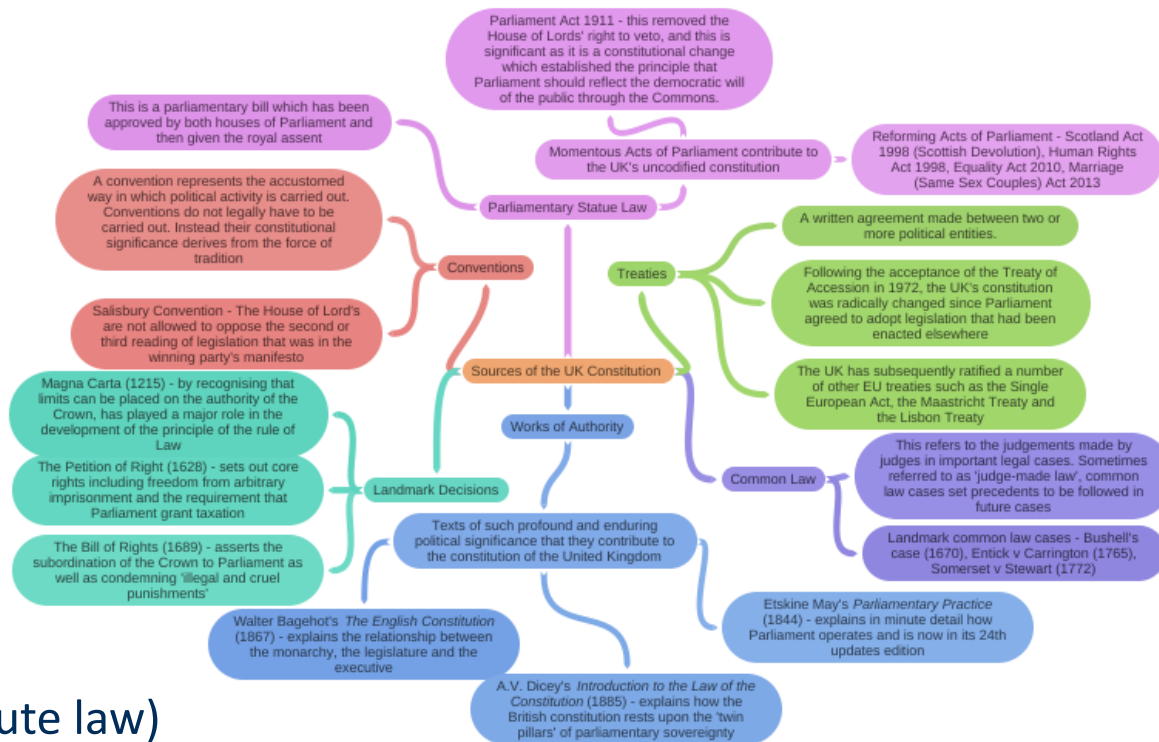 Parliament Act 1911 - this removed the
House of Lords' right to veto, and this is
significant as it is a constitutional change
which established the principle that
Parliament should reflect the democratic will
of the public through the Commons.
This is a parliamentary bill which has been
approved by both houses of Parliament and
then given the royal assent
Momentous Acts of Parliament contribute to
the UK's uncodified constitution
Reforming Acts of Parliament - Scotland Act
1998 (Scottish Devolution), Human Rights
Act 1998, Equality Act 2010, Marriage
(Same Sex Couples) Act 2013
Parliamentary Statue Law
A convention represents the accustomed
way in which political activity is carried out.
Conventions do not legally have to be
carried out. Instead their constitutional
significance derives from the force of
tradition
Conventions
Salisbury Convention - The House of Lord's
are not allowed to oppose the second or
third reading of legislation that was in the
winning party's manifesto
Treaties
A written agreement made between two or
more political entities.
Following the acceptance of the Treaty of
Accession in 1972, the UK's constitution
was radically changed since Parliament
agreed to adopt legislation that had been
enacted elsewhere
The UK has subsequently ratified a number
of other EU treaties such as the Single
European Act, the Maastricht Treaty and
the Lisbon Treaty
Sources of the UK Constitution
Magna Carta (1215) - by recognising that
limits can be placed on the authority of the
Crown, has played a major role in the
development of the principle of the rule of
Law
The Petition of Right (1628) - sets out core
rights including freedom from arbitrary
imprisonment and the requirement that
Parliament grant taxation
Landmark Decisions
The Bill of Rights (1689) - asserts the
subordination of the Crown to Parliament as
well as condemning 'illegal and cruel
punishments'
Works of Authority
Common Law
This refers to the judgements made by
judges in important legal cases. Sometimes
referred to as 'judge-made law', common
law cases set precedents to be followed in
future cases
Landmark common law cases - Bushell's
case (1670), Entick v Carrington (1765),
Somerset v Stewart (1772)
Texts of such profound and enduring
political significance that they contribute to
the constitution of the United Kingdom
Walter Bagehot's The English Constitution
(1867) - explains the relationship between
the monarchy, the legislature and the
executive
Etskine May's Parliamentary Practice
(1844) - explains in minute detail how
Parliament operates and is now in its 24th
updates edition
A.V. Dicey's Introduction to the Law of the
Constitution (1885) - explains how the
British constitution rests upon the 'twin
pillars' of parliamentary sovereignty
ute law)